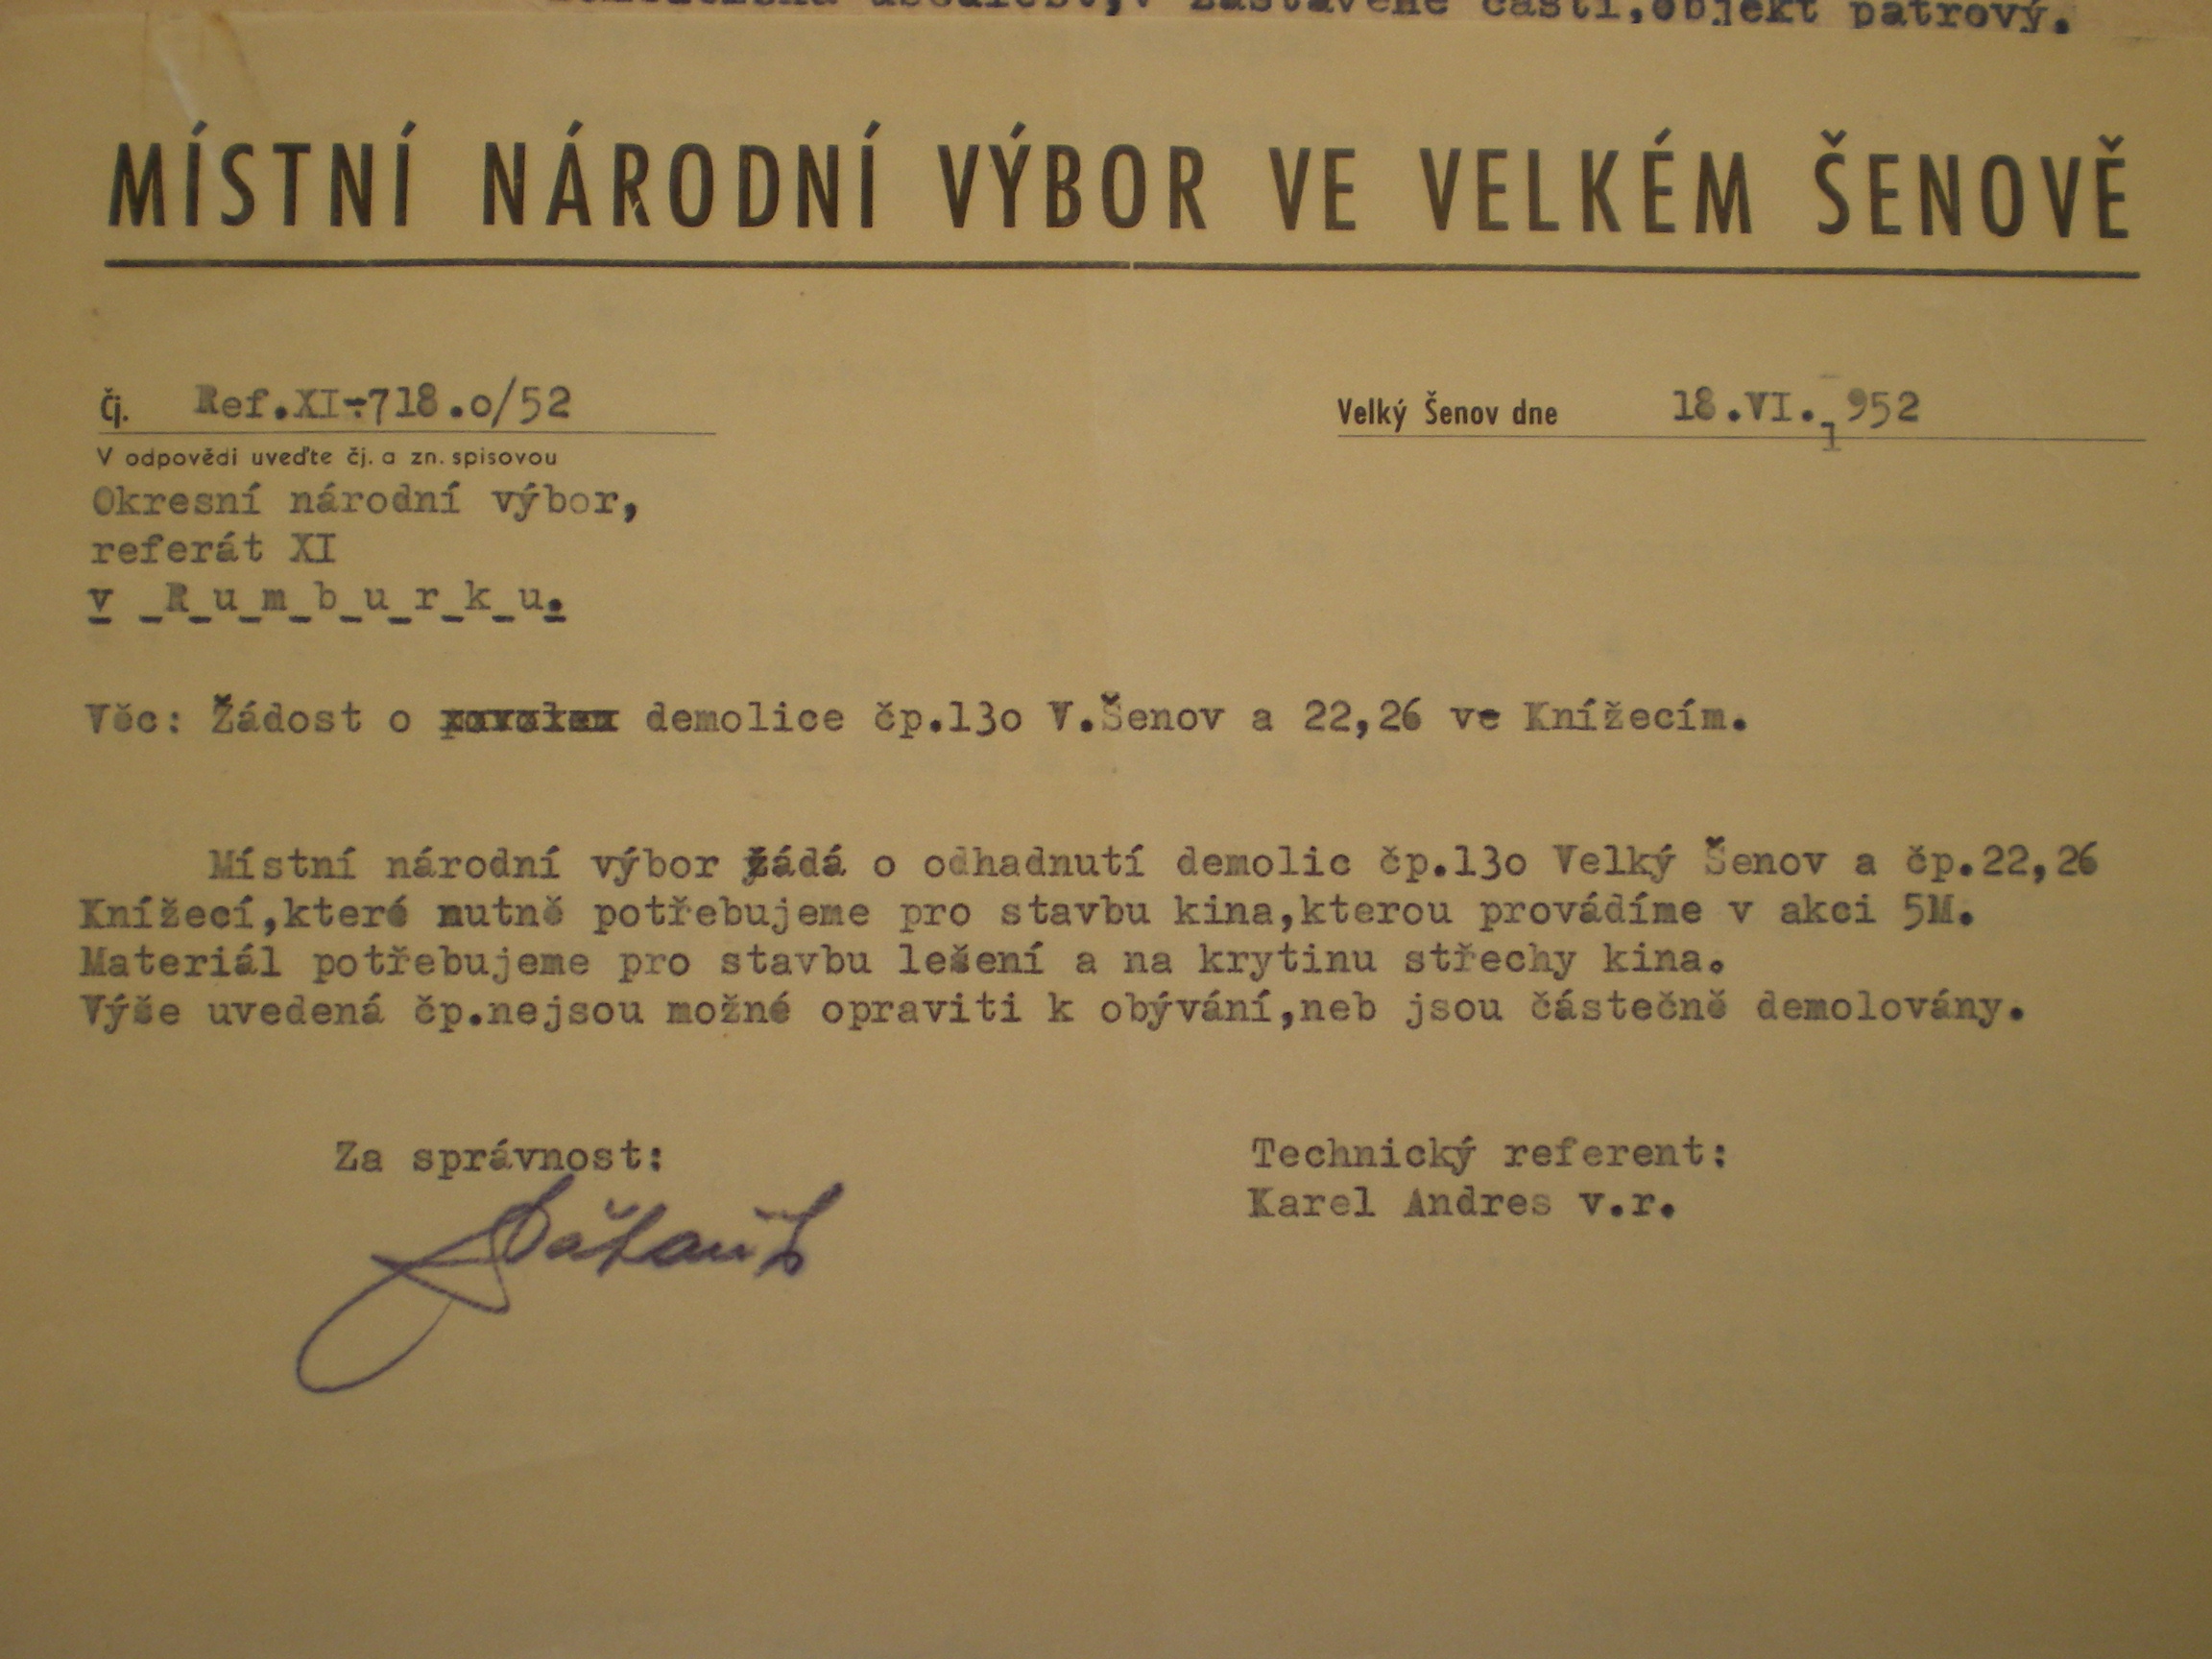 části,objekt patrový.
MÍSTNÍ NÁRODNÍ VÝBOR VE VELKÉM ŠENOVĚ
Čj. Ref.XI-718.o/52
Velký Šenov dne 18.VI.1952
V odpovědi uveďte čj. a zn. spisovou
Okresní národní výbor,
referát XI
v R u m b u r k u.
Věc: Žádost o demolice čp.13o V.Šenov a 22,26 ve Knížecím.
Místní národní výbor žádá o odhadnutí demolic čp.13o Velký Šenov a čp.22,26
Knížecí,které nutně potřebujeme pro stavbu kina,kterou provádíme v akci 5M.
Materiál potřebujeme pro stavbu lešení a na krytinu střechy kina.
Výše uvedená čp.nejsou možné opraviti k obývání,neb jsou částečně demolovány.
Za správnost:
Technický referent:
Karel Andres v.r.